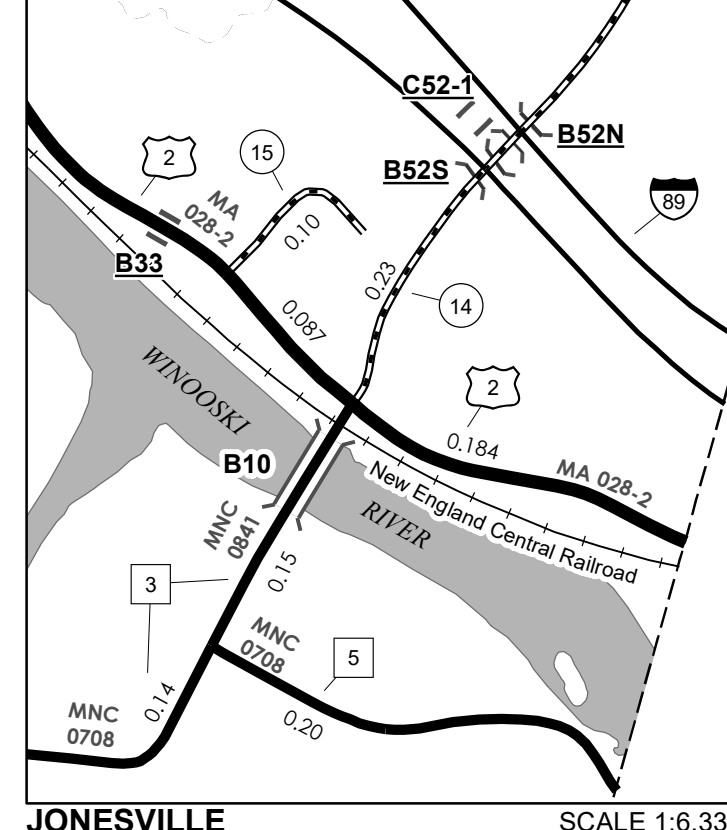 C52-1
B52N
B52S
2
15
89
MA
028-2
B33
0.10
0.23
14
0.087
2
WINOOSKI
0.184
MA 028-2
B10
New England Central Railroad
RIVER
MNC
0841
3
0.15
MNC
0708
5
0.14
MNC
0708
0.20
JONESVILLE
SCALE 1:6,33